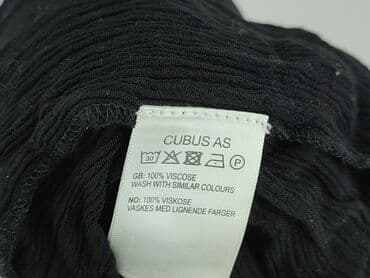 CUBUS AS
30 P
GB: 100% VISCOSE
WASH WITH SIMILAR COLOURS
NO: 100% VISKOSE
VASKES MED LIGNENDE FARGER